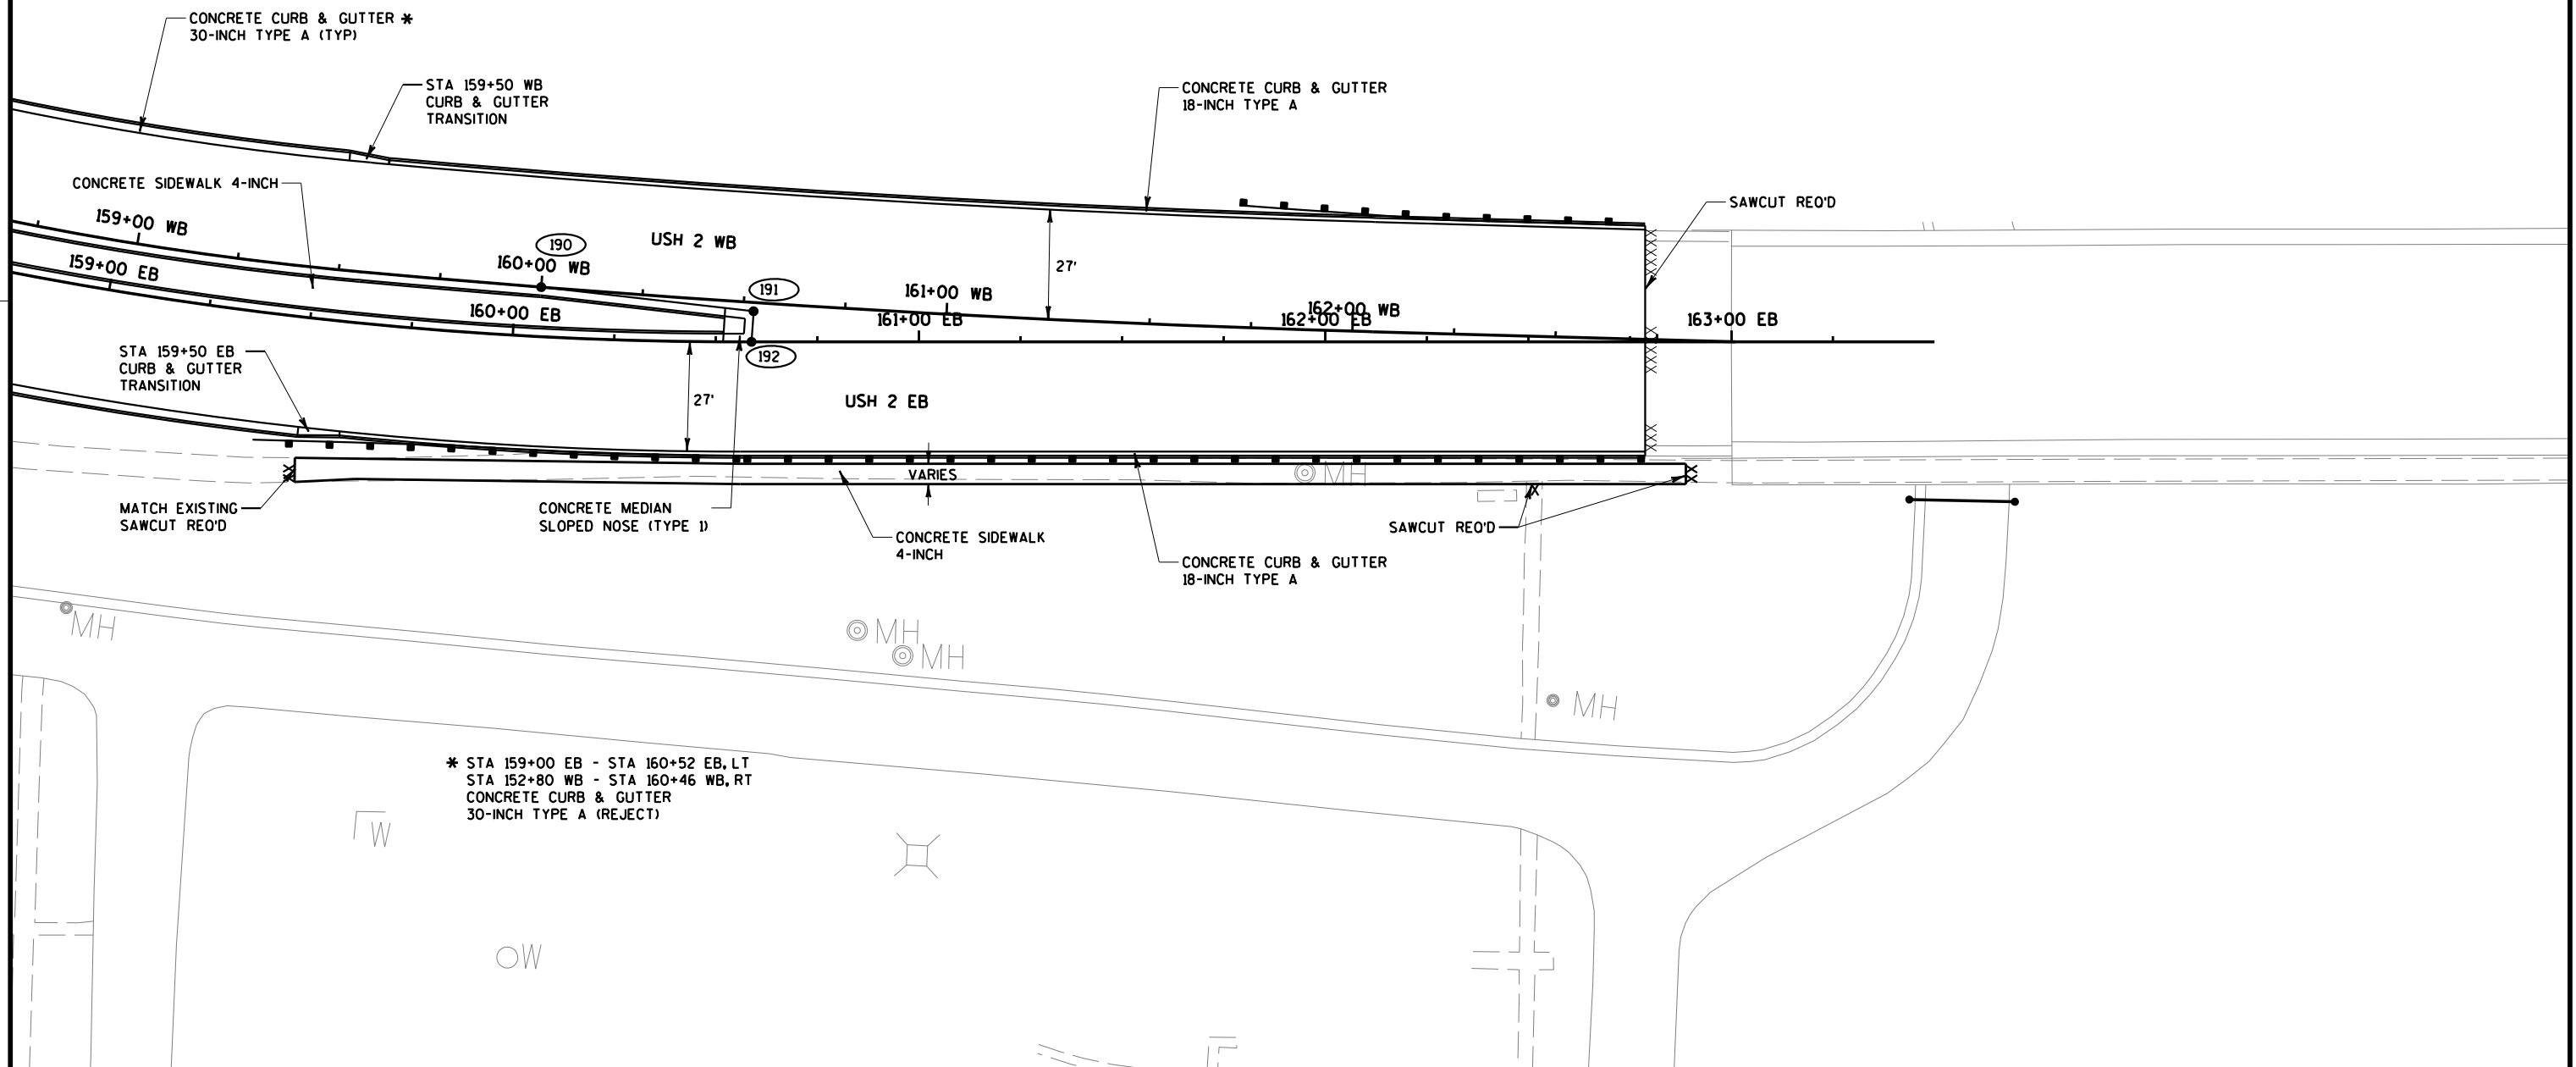 CONCRETE CURB & GUTTER *
30-INCH TYPE A (TYP)
STA 159+50 WB
CURB & GUTTER
TRANSITION
CONCRETE CURB & GUTTER
18-INCH TYPE A
CONCRETE SIDEWALK 4-INCH
SAWCUT REQ'D
159+00 WB
190
USH 2 WB
160+00 WB
159+00 EB
27'
191
161+00 WB
160+00 EB
161+00 EB
162+00 WB
162+00 EB
163+00 EB
STA 159+50 EB
CURB & GUTTER
TRANSITION
192
27'
USH 2 EB
VARIES
MH
MATCH EXISTING
SAWCUT REQ'D
CONCRETE MEDIAN
SLOPED NOSE (TYPE 1)
CONCRETE SIDEWALK
4-INCH
SAWCUT REQ'D
CONCRETE CURB & GUTTER
18-INCH TYPE A
MH
MH
MH
MH
* STA 159+00 EB - STA 160+52 EB, LT
STA 152+80 WB - STA 160+46 WB, RT
CONCRETE CURB & GUTTER
30-INCH TYPE A (REJECT)
W
W